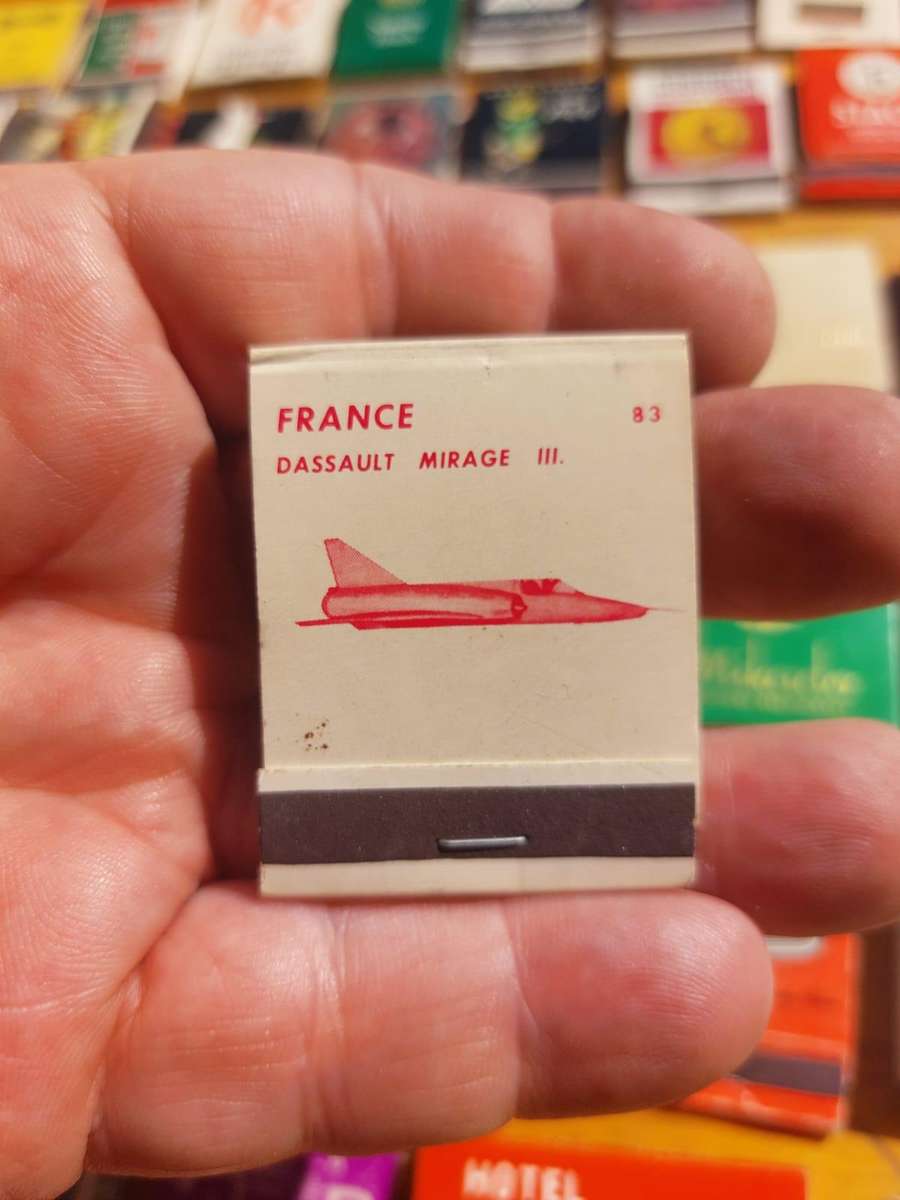 FRANCE 83
DASSAULT MIRAGE III.
HOTEL